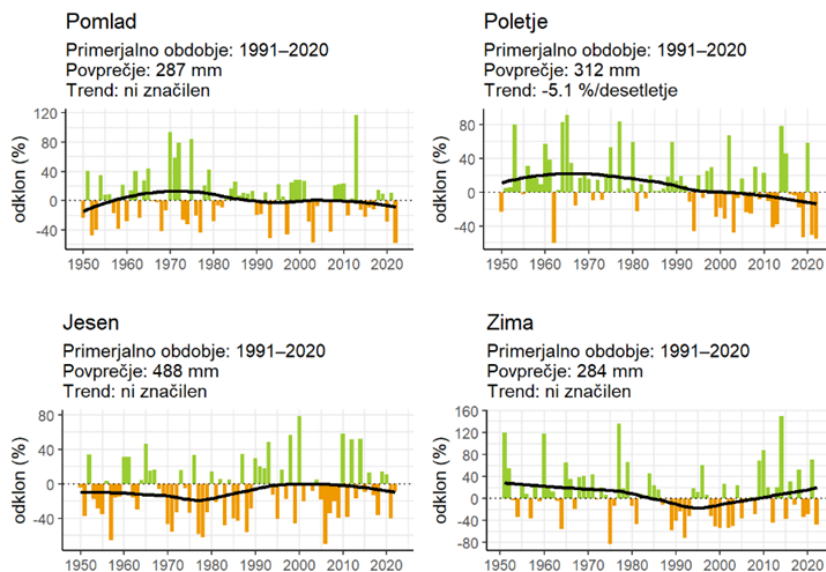 Pomlad
Primerjalno obdobje: 1991–2020
Povprečje: 287 mm
Trend: ni značilen
odklon (%)
120
80
40
0
-40
1950 1960 1970 1980 1990 2000 2010 2020
Poletje
Primerjalno obdobje: 1991–2020
Povprečje: 312 mm
Trend: -5.1 %/desetletje
odklon (%)
80
40
0
-40
1950 1960 1970 1980 1990 2000 2010 2020
Jesen
Primerjalno obdobje: 1991–2020
Povprečje: 488 mm
Trend: ni značilen
odklon (%)
80
40
0
-40
1950 1960 1970 1980 1990 2000 2010 2020
Zima
Primerjalno obdobje: 1991–2020
Povprečje: 284 mm
Trend: ni značilen
odklon (%)
160
120
80
40
0
-40
-80
1950 1960 1970 1980 1990 2000 2010 2020